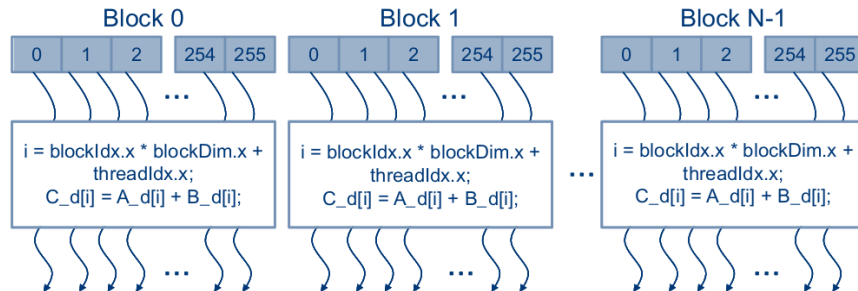 Block 0
Block 1
Block N-1
0 1 2 254 255
0 1 2 254 255
0 1 2 254 255
...
...
...
i = blockIdx.x * blockDim.x +
threadIdx.x;
C_d[i] = A_d[i] + B_d[i];
i = blockIdx.x * blockDim.x +
threadIdx.x;
C_d[i] = A_d[i] + B_d[i];
...
i = blockIdx.x * blockDim.x +
threadIdx.x;
C_d[i] = A_d[i] + B_d[i];
...
...
...